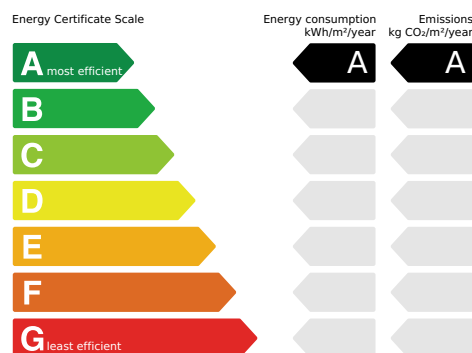 Energy Certificate Scale
Energy consumption
kWh/m²/year
Emissions
kg CO₂/m²/year
A most efficient
A
A
B
C
D
E
F
G least efficient